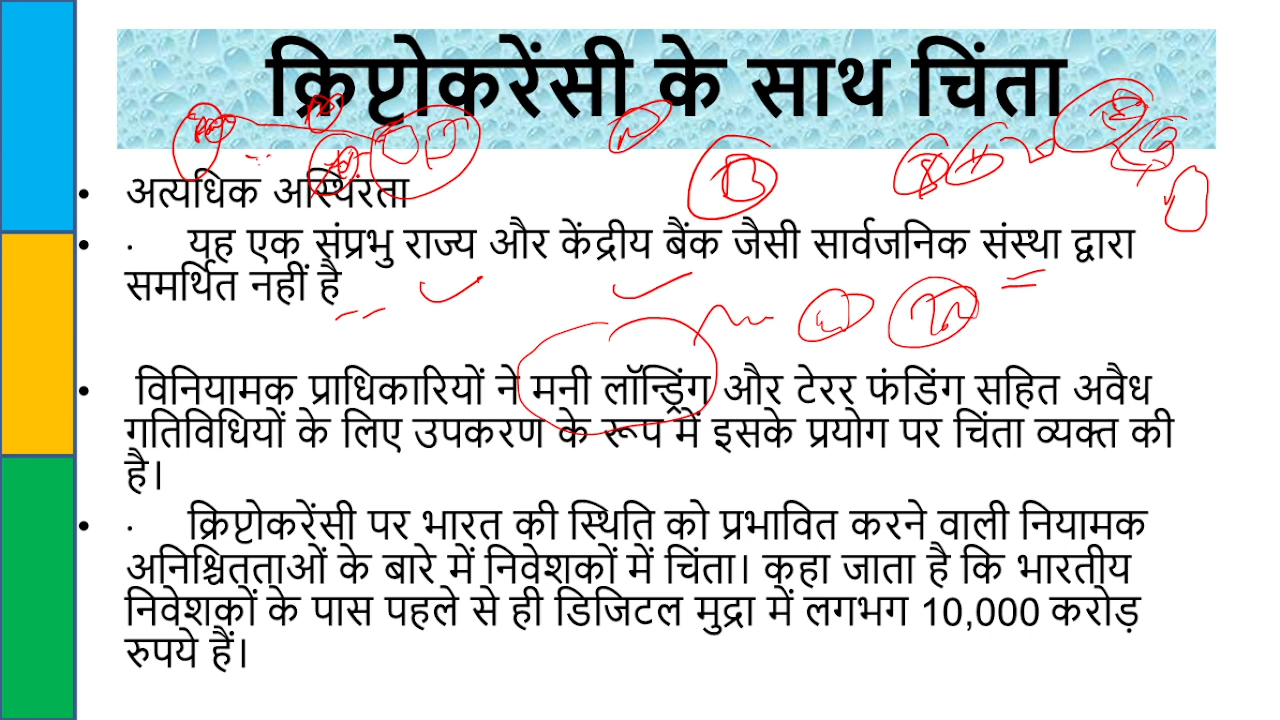 क्रिप्टोकरेंसी के साथ चिंता
• अत्यधिक अस्थिरता
• · यह एक संप्रभु राज्य और केंद्रीय बैंक जैसी सार्वजनिक संस्था द्वारा
समर्थित नहीं है
• विनियामक प्राधिकारियों ने मनी लॉन्ड्रिंग और टेरर फंडिंग सहित अवैध
गतिविधियों के लिए उपकरण के रूप में इसके प्रयोग पर चिंता व्यक्त की
है।
• · क्रिप्टोकरेंसी पर भारत की स्थिति को प्रभावित करने वाली नियामक
अनिश्चितताओं के बारे में निवेशकों में चिंता। कहा जाता है कि भारतीय
निवेशकों के पास पहले से ही डिजिटल मुद्रा में लगभग 10,000 करोड़
रुपये हैं।